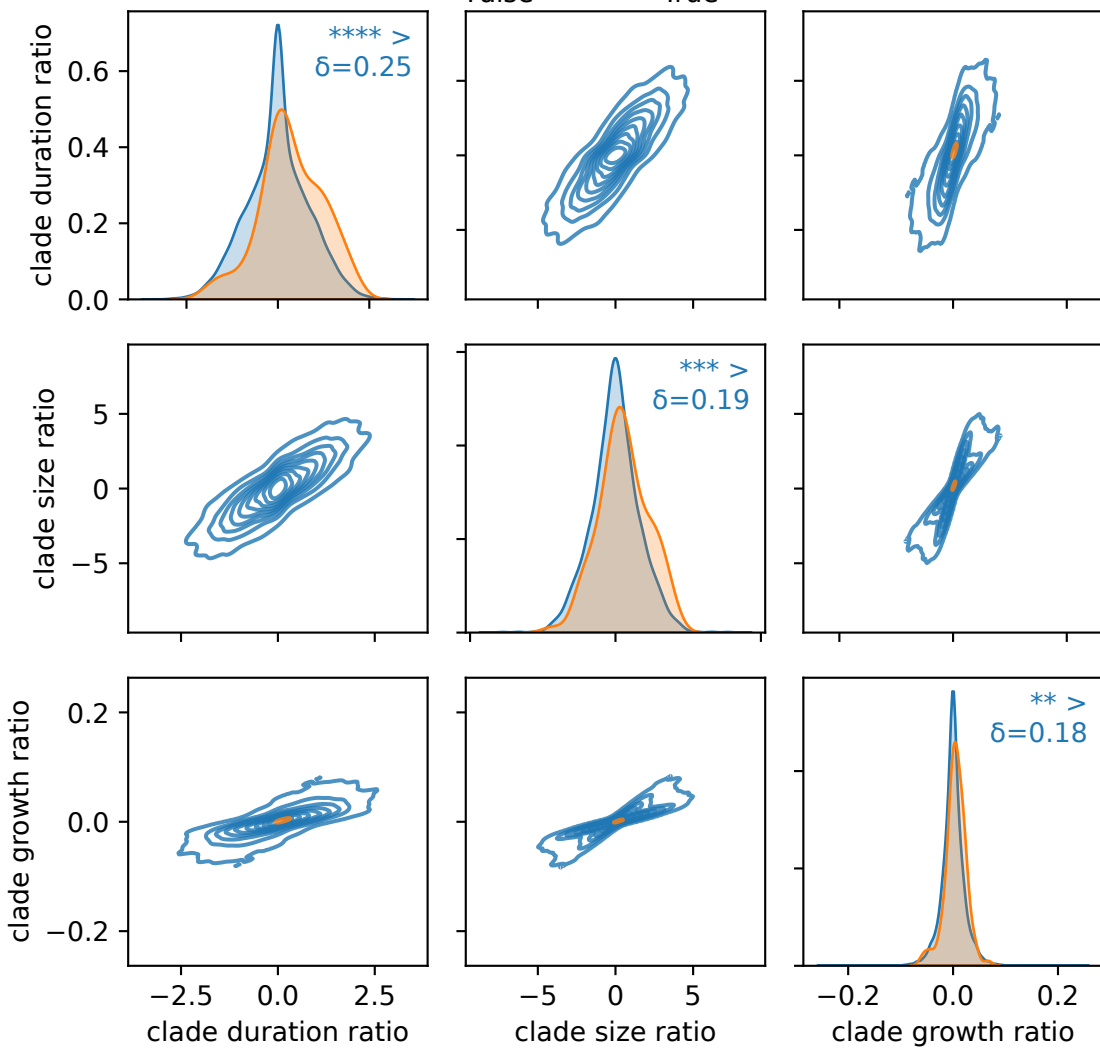 clade duration ratio
0.6
0.4
0.2
0.0
**** >
δ=0.25
clade size ratio
5
0
−5
*** >
δ=0.19
clade growth ratio
0.2
0.0
−0.2
** >
δ=0.18
−2.5 0.0 2.5
−5 0 5
−0.2 0.0 0.2
clade duration ratio
clade size ratio
clade growth ratio